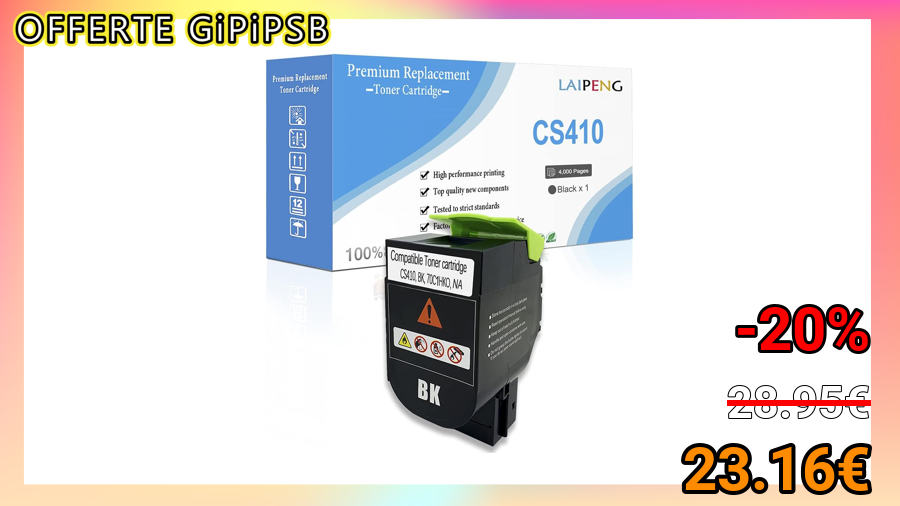 OFFERTE GiPiPSB
Premium Replacement
Toner Cartridge
12
Premium Replacement
Toner Cartridge
LAIPENG
CS410
4,000 Pages
Black x 1
High performance printing
Top quality new components
Tested to strict standards
100%
Compatible Toner cartridge
CS410, BK, 70C1HKO, NA
BK
-20%
28.95€
23.16€